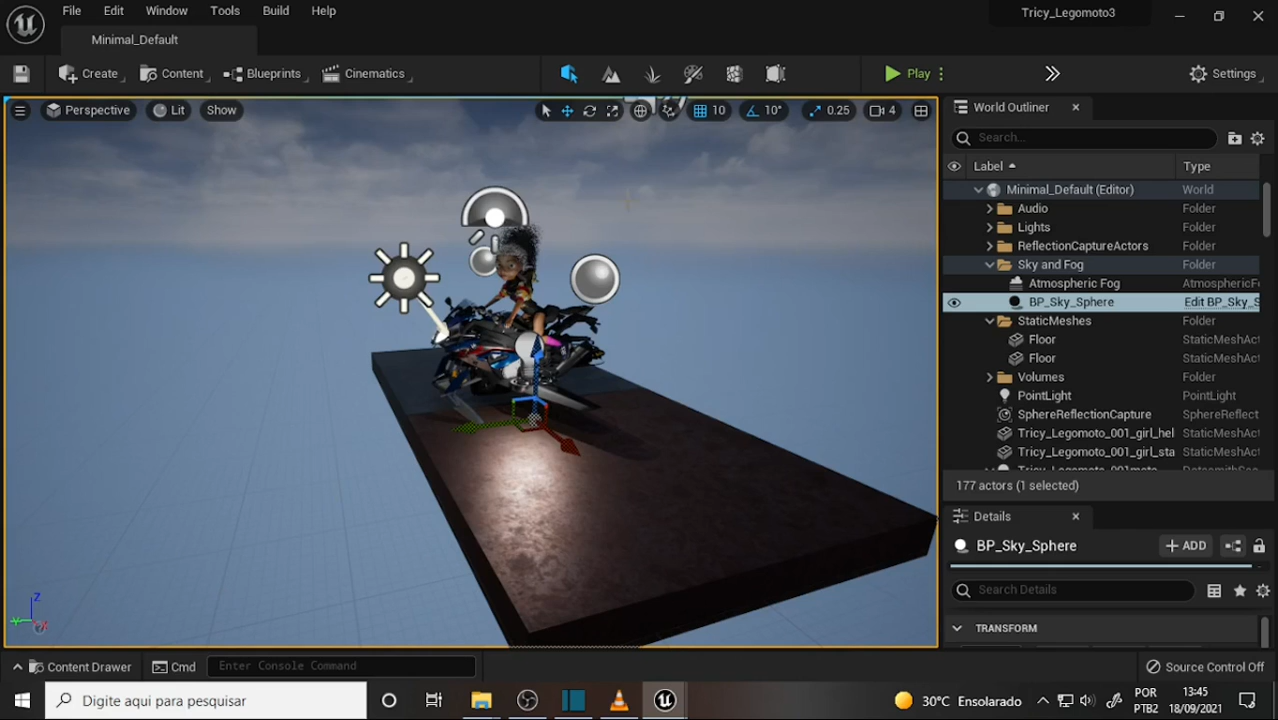 File Edit Window Tools Build Help
Tricy_Legomoto3
Minimal_Default
Create Content Blueprints Cinematics Play Settings
Perspective Lit Show 10 10° 0.25 4
World Outliner
Search...
Label Type
Minimal_Default (Editor) World
Audio Folder
Lights Folder
ReflectionCaptureActors Folder
Sky and Fog Folder
Atmospheric Fog AtmosphericF
BP_Sky_Sphere Edit BP_Sky_S
StaticMeshes Folder
Floor StaticMeshAct
Floor StaticMeshAct
Volumes Folder
PointLight PointLight
SphereReflectionCapture SphereReflect
Tricy_Legomoto_001_girl_hel StaticMeshAct
Tricy_Legomoto_001_girl_sta StaticMeshAct
Tricy_Legomoto_001moto
177 actors (1 selected)
Details
BP_Sky_Sphere ADD
Search Details
TRANSFORM
Z
Content Drawer Cmd Enter Console Command Source Control Off
Digite aqui para pesquisar 30°C Ensolarado POR 13:45
PTB2 18/09/2021